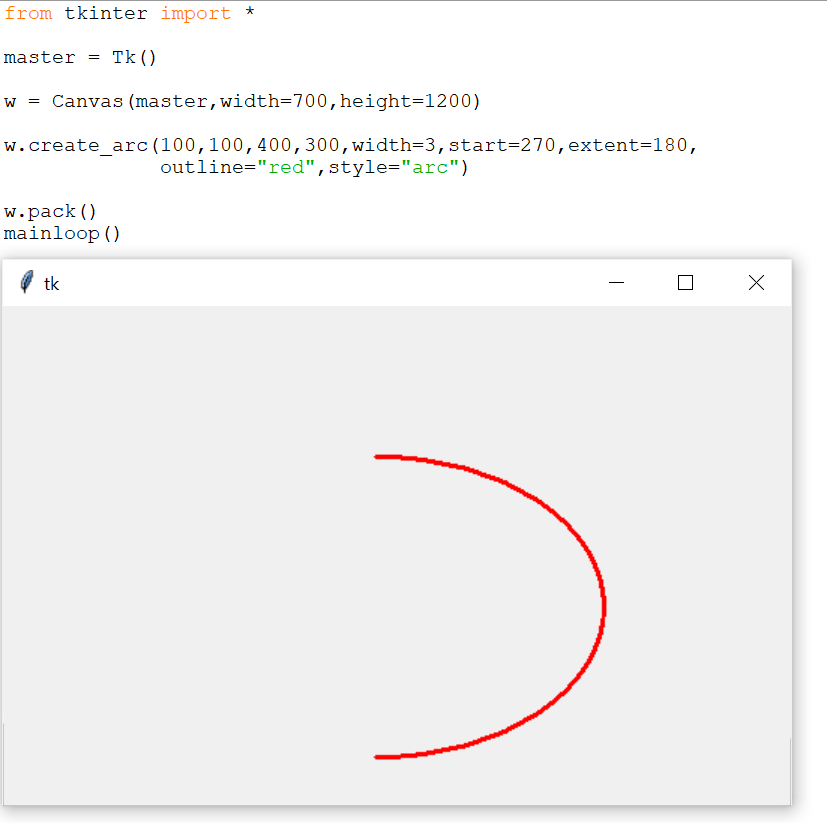 from tkinter import *
master = Tk()
w = Canvas(master,width=700,height=1200)
w.create_arc(100,100,400,300,width=3,start=270,extent=180,
outline="red",style="arc")
w.pack()
mainloop()
tk